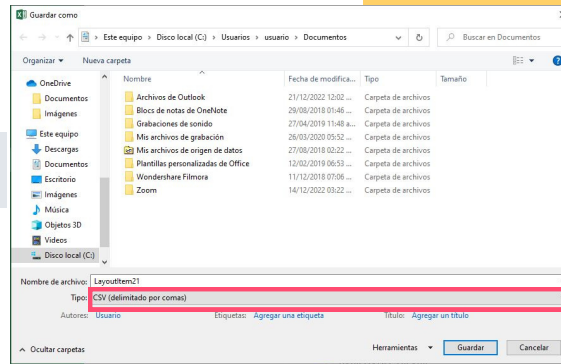 Guardar como
Este equipo > Disco local (C:) > Usuarios > usuario > Documentos
Buscar en Documentos
Organizar Nueva carpeta
Nombre Fecha de modifica... Tipo Tamaño
OneDrive
Documentos
Imágenes
Este equipo
Descargas
Documentos
Escritorio
Imágenes
Música
Objetos 3D
Videos
Disco local (C:)
Archivos de Outlook 21/12/2022 12:02 ... Carpeta de archivos
Blocs de notas de OneNote 29/08/2018 01:46 ... Carpeta de archivos
Grabaciones de sonido 27/04/2019 11:48 a... Carpeta de archivos
Mis archivos de grabación 26/03/2020 05:52 ... Carpeta de archivos
Mis archivos de origen de datos 27/08/2018 02:22 ... Carpeta de archivos
Plantillas personalizadas de Office 12/02/2019 06:53 ... Carpeta de archivos
Wondershare Filmora 11/12/2018 07:06 ... Carpeta de archivos
Zoom 14/12/2022 03:22 ... Carpeta de archivos
Nombre de archivo: LayoutItem21
Tipo: CSV (delimitado por comas)
Autores: Usuario Etiquetas: Agregar una etiqueta Título: Agregar un título
Ocultar carpetas Herramientas Guardar Cancelar